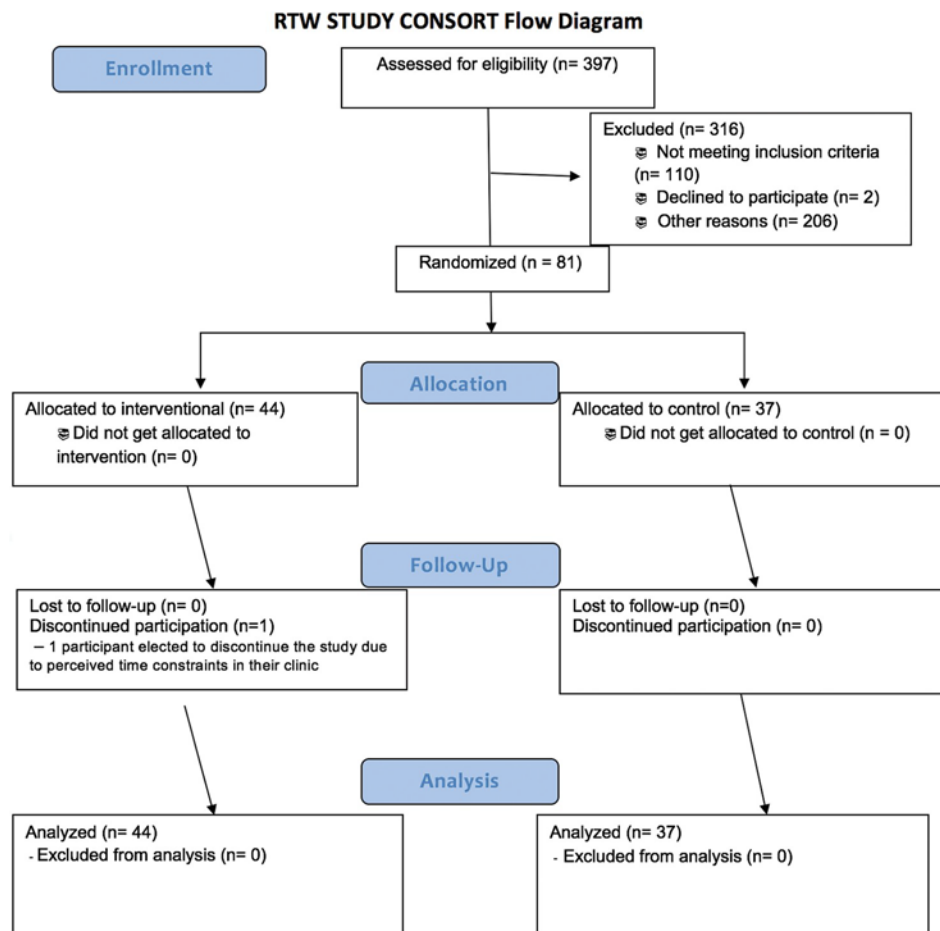 RTW STUDY CONSORT Flow Diagram
Enrollment
Assessed for eligibility (n= 397)
Excluded (n= 316)
Not meeting inclusion criteria
(n= 110)
Declined to participate (n= 2)
Other reasons (n= 206)
Randomized (n = 81)
Allocation
Allocated to interventional (n= 44)
Did not get allocated to
intervention (n= 0)
Allocated to control (n= 37)
Did not get allocated to control (n = 0)
Follow-Up
Lost to follow-up (n= 0)
Discontinued participation (n=1)
– 1 participant elected to discontinue the study due
to perceived time constraints in their clinic
Lost to follow-up (n=0)
Discontinued participation (n= 0)
Analysis
Analyzed (n= 44)
- Excluded from analysis (n= 0)
Analyzed (n= 37)
- Excluded from analysis (n= 0)